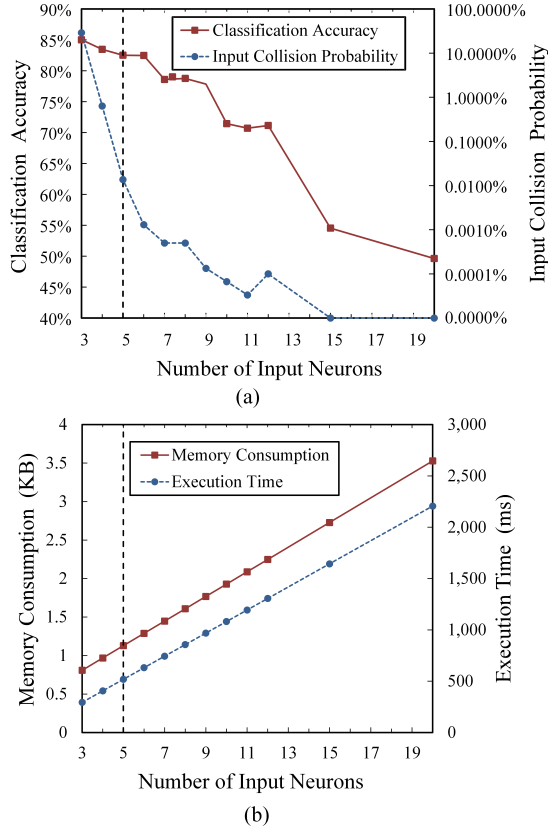 90%
85%
80%
75%
70%
65%
60%
55%
50%
45%
40%
Classification Accuracy
Classification Accuracy
Input Collision Probability
100.0000%
10.0000%
1.0000%
0.1000%
0.0100%
0.0010%
0.0001%
0.0000%
Input Collision Probability
3 5 7 9 11 13 15 17 19
Number of Input Neurons
(a)
4
3.5
3
2.5
2
1.5
1
0.5
0
Memory Consumption (KB)
Memory Consumption
Execution Time
3,000
2,500
2,000
1,500
1,000
500
0
Execution Time (ms)
3 5 7 9 11 13 15 17 19
Number of Input Neurons
(b)